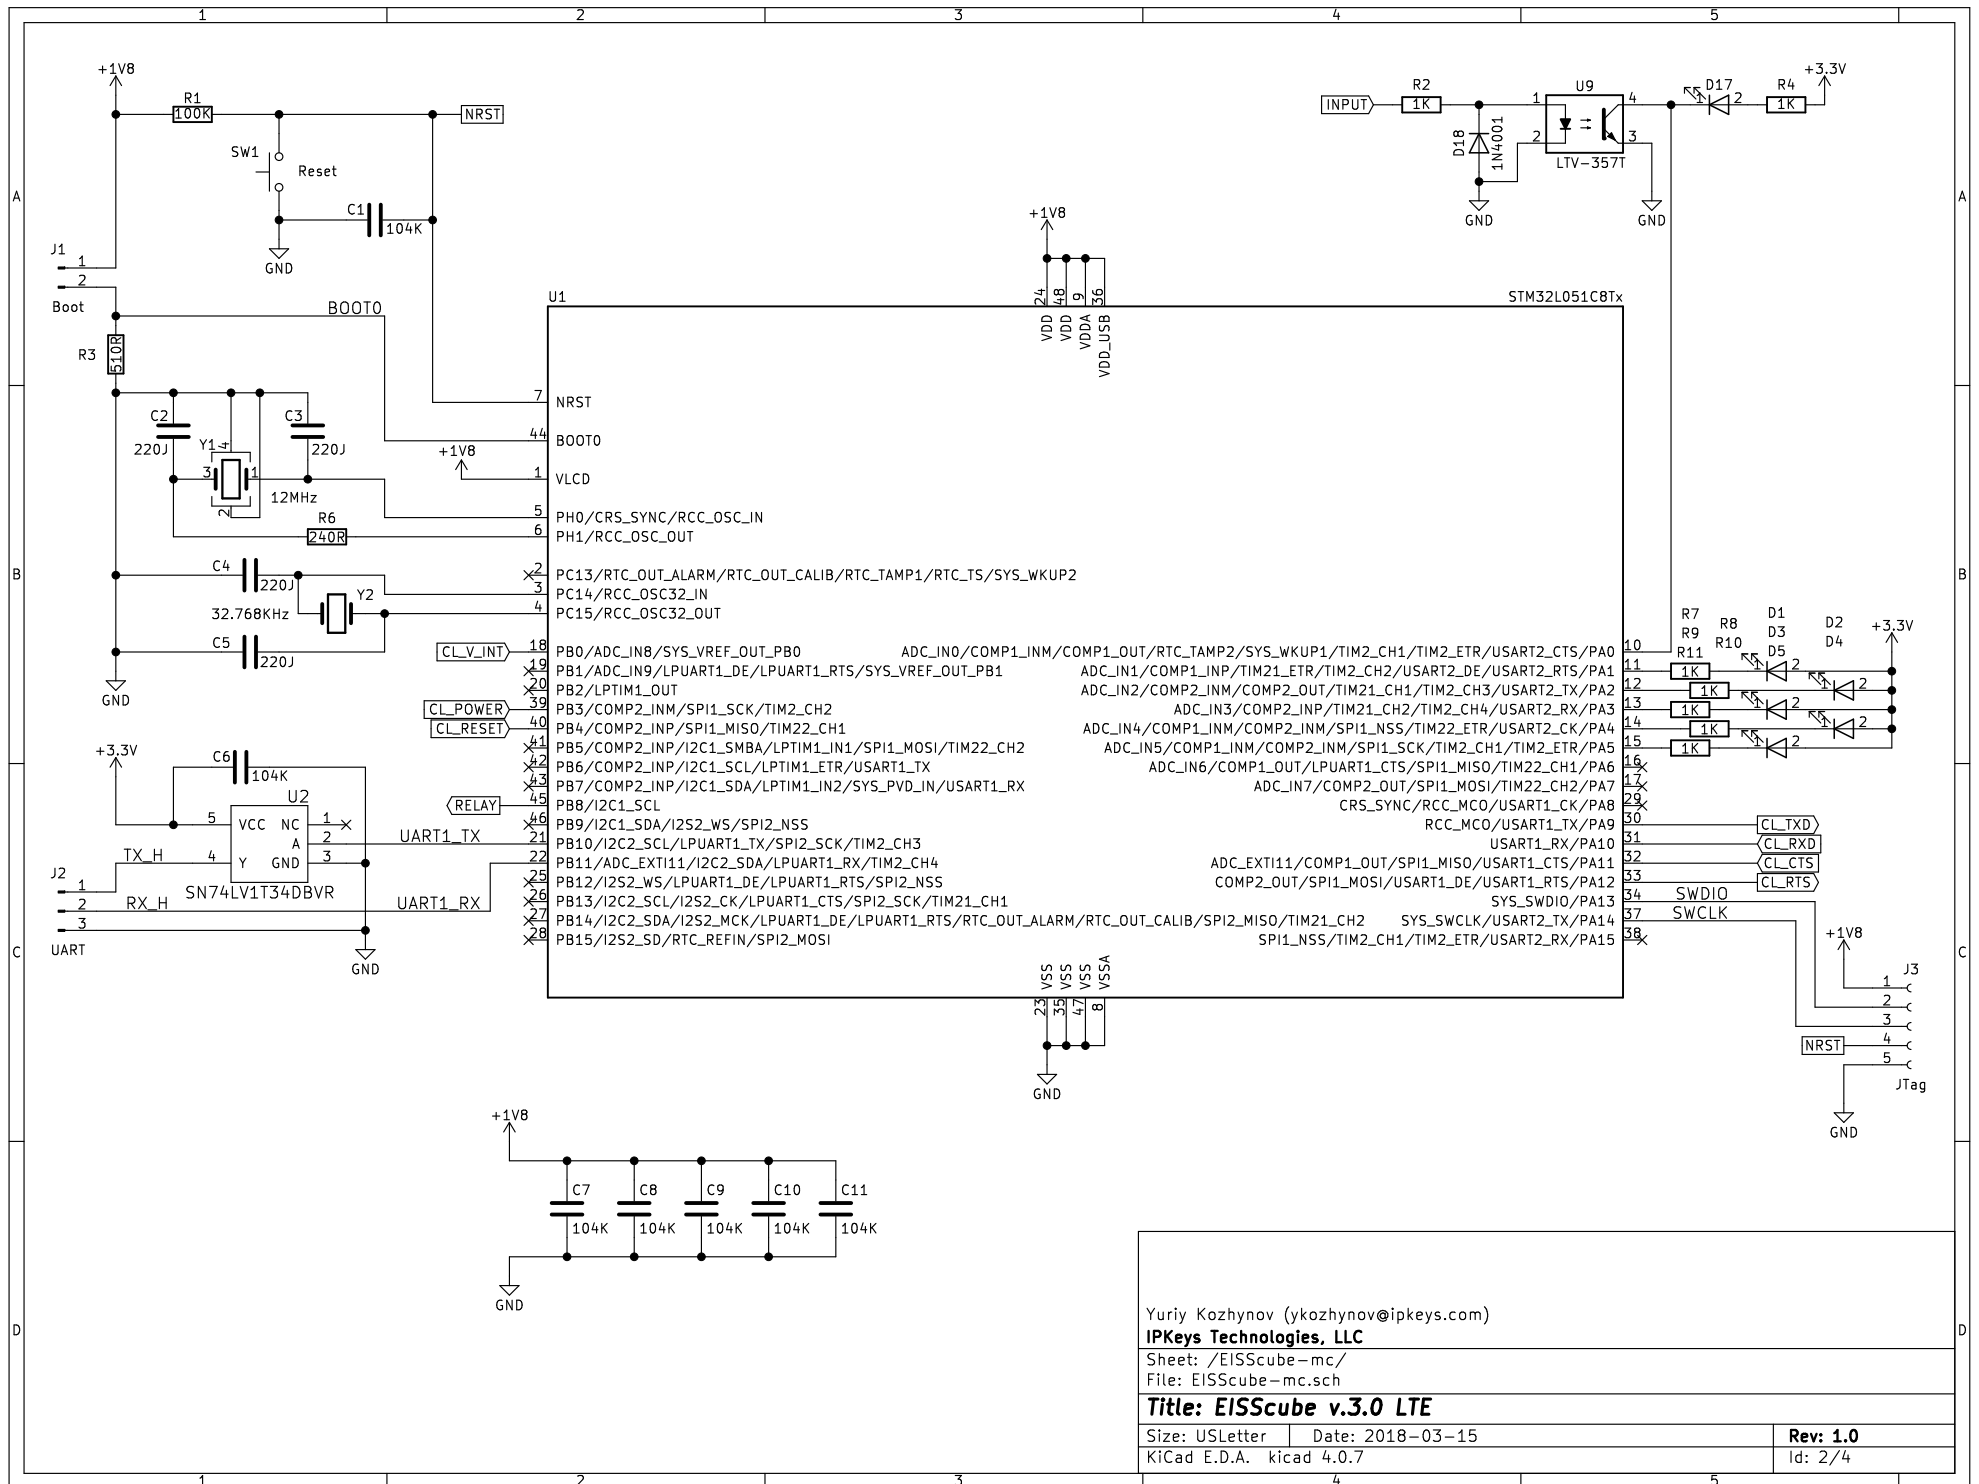 1 2 3 4 5
+1V8
R1
100K
NRST
SW1
Reset
C1
104K
GND
J1
1
2
Boot
BOOT0
R3
510R
C2
220J
C3
220J
Y1
4
3
1
2
12MHz
R6
240R
C4
220J
Y2
32.768KHz
C5
220J
GND
+1V8
INPUT
R2
1K
D18
1N4001
GND
U9
1
2
4
3
LTV-357T
GND
D17
1 2
R4
1K
+3.3V
A
A
B
B
C
C
D
D
+1V8
24 48 9 36
VDD
VDD
VDDA
VDD_USB
U1
STM32L051C8Tx
7 NRST
44 BOOT0
1 VLCD
5 PH0/CRS_SYNC/RCC_OSC_IN
6 PH1/RCC_OSC_OUT
2 PC13/RTC_OUT_ALARM/RTC_OUT_CALIB/RTC_TAMP1/RTC_TS/SYS_WKUP2
3 PC14/RCC_OSC32_IN
4 PC15/RCC_OSC32_OUT
CL_V_INT 18 PB0/ADC_IN8/SYS_VREF_OUT_PB0
19 PB1/ADC_IN9/LPUART1_DE/LPUART1_RTS/SYS_VREF_OUT_PB1
20 PB2/LPTIM1_OUT
CL_POWER 39 PB3/COMP2_INM/SPI1_SCK/TIM2_CH2
CL_RESET 40 PB4/COMP2_INP/SPI1_MISO/TIM22_CH1
41 PB5/COMP2_INP/I2C1_SMBA/LPTIM1_IN1/SPI1_MOSI/TIM22_CH2
42 PB6/COMP2_INP/I2C1_SCL/LPTIM1_ETR/USART1_TX
43 PB7/COMP2_INP/I2C1_SDA/LPTIM1_IN2/SYS_PVD_IN/USART1_RX
RELAY 45 PB8/I2C1_SCL
46 PB9/I2C1_SDA/I2S2_WS/SPI2_NSS
UART1_TX 21 PB10/I2C2_SCL/LPUART1_TX/SPI2_SCK/TIM2_CH3
22 PB11/ADC_EXTI11/I2C2_SDA/LPUART1_RX/TIM2_CH4
25 PB12/I2S2_WS/LPUART1_DE/LPUART1_RTS/SPI2_NSS
UART1_RX 26 PB13/I2C2_SCL/I2S2_CK/LPUART1_CTS/SPI2_SCK/TIM21_CH1
27 PB14/I2C2_SDA/I2S2_MCK/LPUART1_DE/LPUART1_RTS/RTC_OUT_ALARM/RTC_OUT_CALIB/SPI2_MISO/TIM21_CH2
28 PB15/I2S2_SD/RTC_REFIN/SPI2_MOSI
ADC_IN0/COMP1_INM/COMP1_OUT/RTC_TAMP2/SYS_WKUP1/TIM2_CH1/TIM2_ETR/USART2_CTS/PA0 10
ADC_IN1/COMP1_INP/TIM21_ETR/TIM2_CH2/USART2_DE/USART2_RTS/PA1 11
ADC_IN2/COMP2_INM/COMP2_OUT/TIM21_CH1/TIM2_CH3/USART2_TX/PA2 12
ADC_IN3/COMP2_INP/TIM21_CH2/TIM2_CH4/USART2_RX/PA3 13
ADC_IN4/COMP1_INM/COMP2_INM/SPI1_NSS/TIM22_ETR/USART2_CK/PA4 14
ADC_IN5/COMP1_INM/COMP2_INM/SPI1_SCK/TIM2_CH1/TIM2_ETR/PA5 15
ADC_IN6/COMP1_OUT/LPUART1_CTS/SPI1_MISO/TIM22_CH1/PA6 16
ADC_IN7/COMP2_OUT/SPI1_MOSI/TIM22_CH2/PA7 17
CRS_SYNC/RCC_MCO/USART1_CK/PA8 29
RCC_MCO/USART1_TX/PA9 30 CL_TXD
USART1_RX/PA10 31 CL_RXD
ADC_EXTI11/COMP1_OUT/SPI1_MISO/USART1_CTS/PA11 32 CL_CTS
COMP2_OUT/SPI1_MOSI/USART1_DE/USART1_RTS/PA12 33 CL_RTS
SYS_SWDIO/PA13 34 SWDIO
SYS_SWCLK/USART2_TX/PA14 37 SWCLK
SPI1_NSS/TIM2_CH1/TIM2_ETR/USART2_RX/PA15 38
VSS
VSS
VSS
VSSA
23 35 47 8
GND
R7
R9
R11
R8
R10
D1
D3
D5
D2
D4
+3.3V
1K 1 2
1K 1 2
1K 1 2
1K 1 2
1K 1 2
+3.3V
C6
104K
U2
5 VCC NC 1
A 2
4 Y GND 3
SN74LV1T34DBVR
TX_H
J2
1
2 RX_H
3
UART
GND
+1V8
J3
1
2
3
NRST 4
5
JTag
GND
+1V8
C7 C8 C9 C10 C11
104K 104K 104K 104K 104K
GND
Yuriy Kozhynov (ykozhynov@ipkeys.com)
IPKeys Technologies, LLC
Sheet: /EISScube-mc/
File: EISScube-mc.sch
Title: EISScube v.3.0 LTE
Size: USLetter Date: 2018-03-15 Rev: 1.0
KiCad E.D.A. kicad 4.0.7 Id: 2/4
1 2 3 4 5